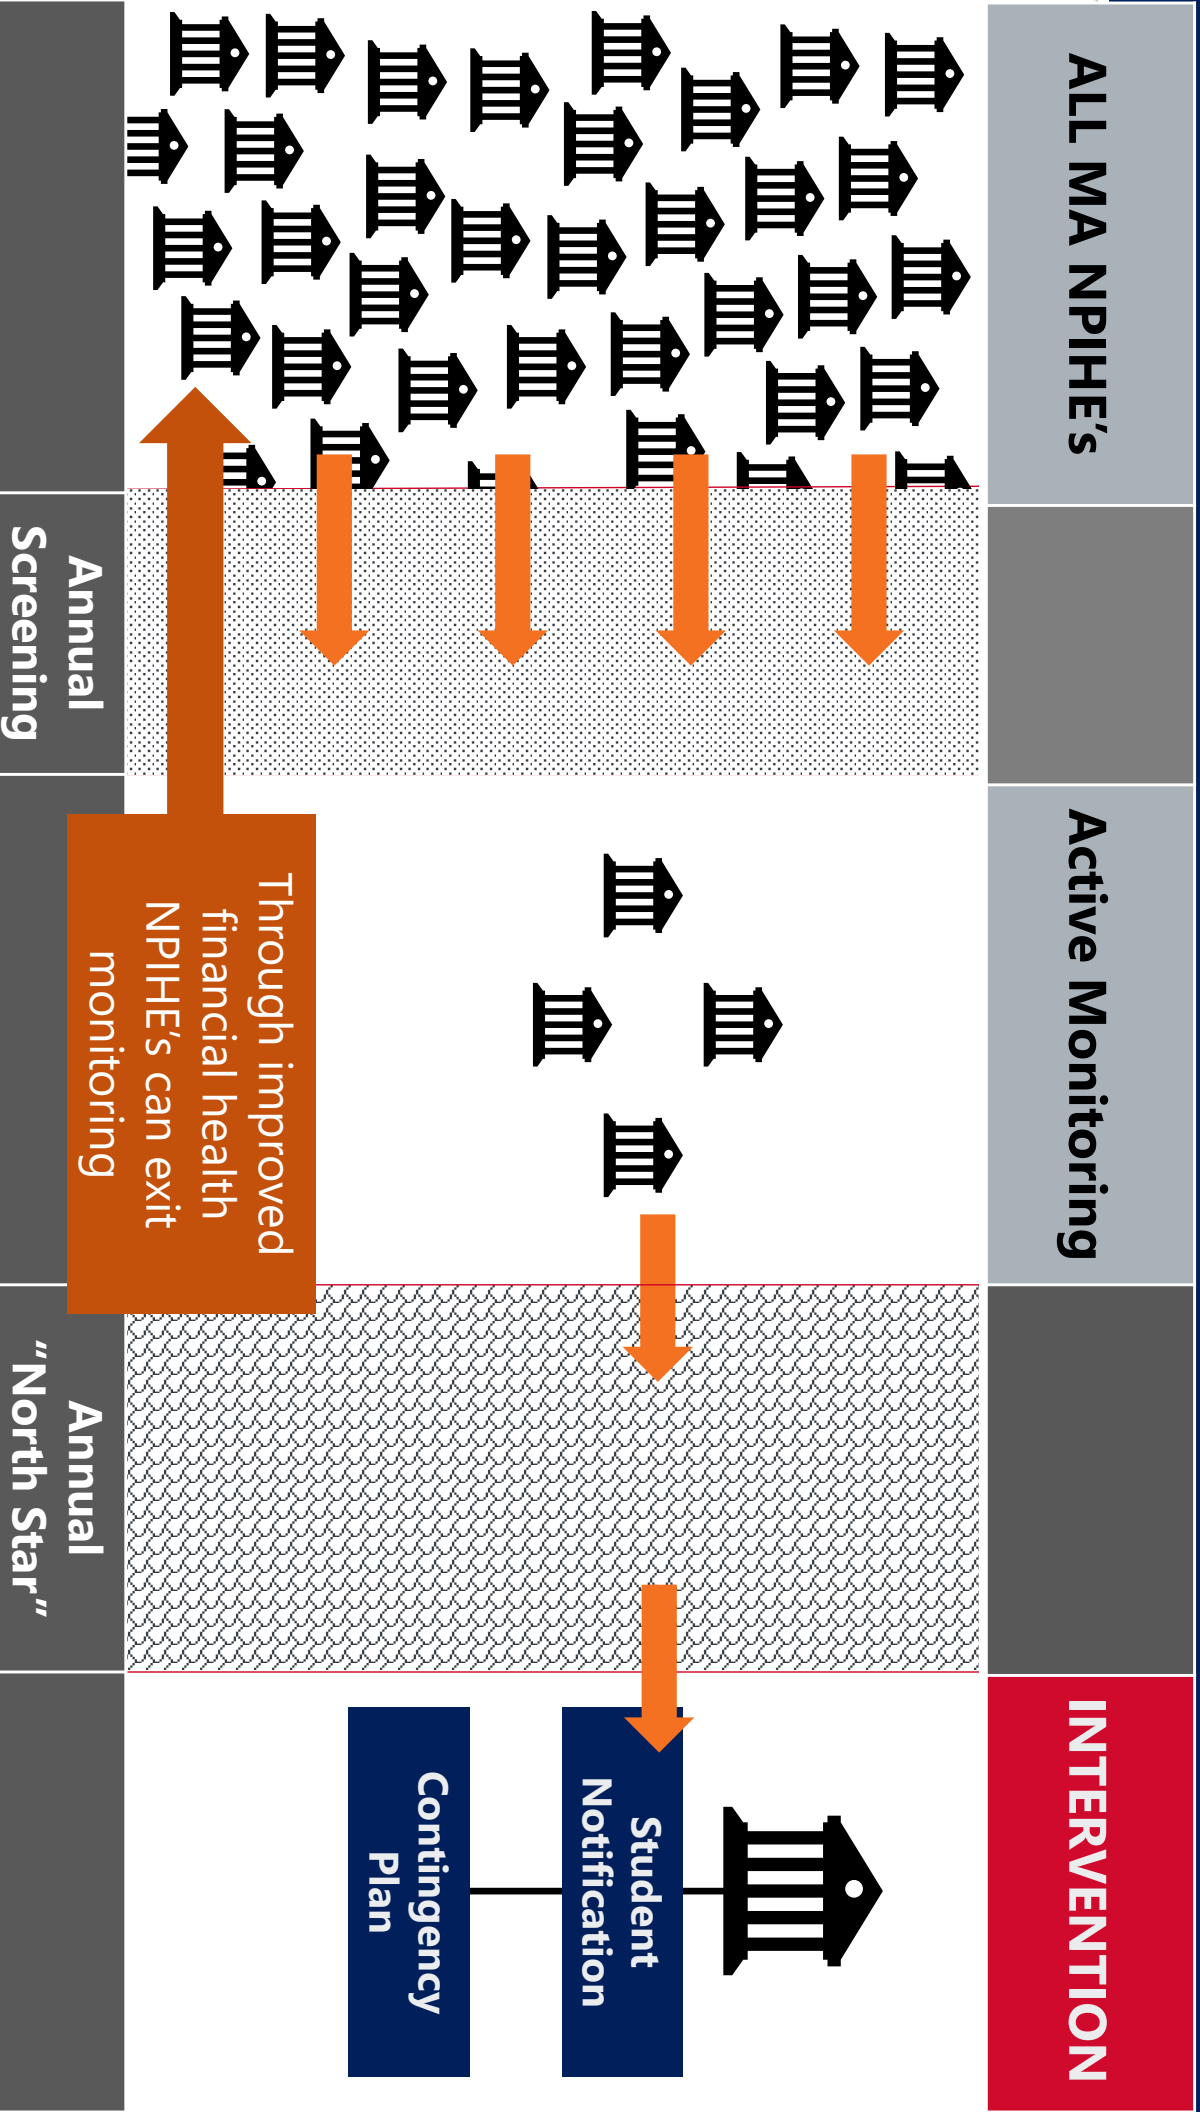 ALL MA NPIHE’s
Active Monitoring
INTERVENTION
Through improved
financial health
NPIHE’s can exit
monitoring
Student
Notification
Contingency
Plan
Annual
Screening
Annual
“North Star”